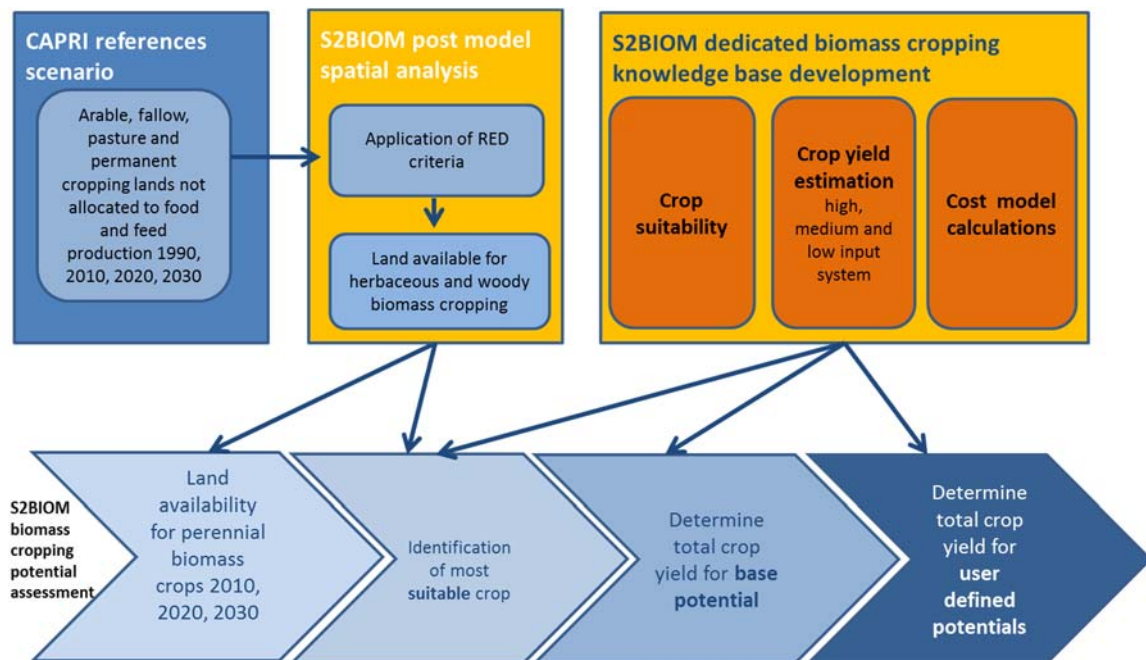 CAPRI references
scenario
Arable, fallow,
pasture and
permanent
cropping lands not
allocated to food
and feed
production 1990,
2010, 2020, 2030
S2BIOM post model
spatial analysis
Application of RED
criteria
Land available for
herbaceous and woody
biomass cropping
S2BIOM dedicated biomass cropping
knowledge base development
Crop
suitability
Crop yield
estimation
high,
medium and
low input
system
Cost model
calculations
S2BIOM
biomass
cropping
potential
assessment
Land
availability
for perennial
biomass
crops 2010,
2020, 2030
Identification
of most
suitable crop
Determine
total crop
yield for base
potential
Determine
total crop
yield for
user
defined
potentials